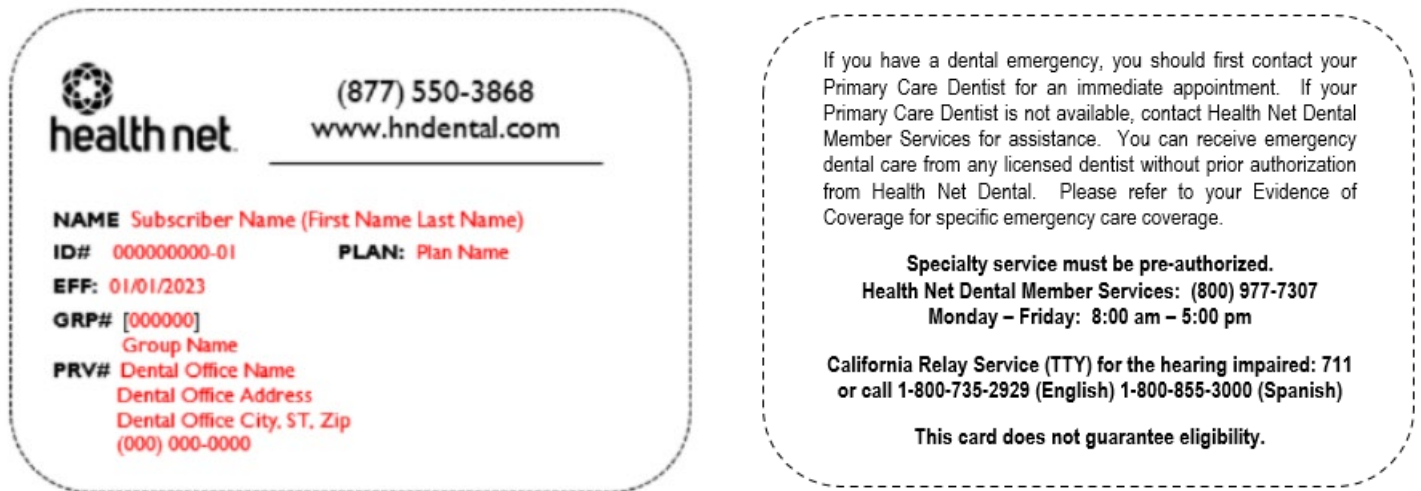 health net.
(877) 550-3868
www.hndental.com
NAME Subscriber Name (First Name Last Name)
ID# 000000000-01 PLAN: Plan Name
EFF: 01/01/2023
GRP# [000000]
Group Name
PRV# Dental Office Name
Dental Office Address
Dental Office City, ST, Zip
(000) 000-0000
If you have a dental emergency, you should first contact your
Primary Care Dentist for an immediate appointment. If your
Primary Care Dentist is not available, contact Health Net Dental
Member Services for assistance. You can receive emergency
dental care from any licensed dentist without prior authorization
from Health Net Dental. Please refer to your Evidence of
Coverage for specific emergency care coverage.
Specialty service must be pre-authorized.
Health Net Dental Member Services: (800) 977-7307
Monday – Friday: 8:00 am – 5:00 pm
California Relay Service (TTY) for the hearing impaired: 711
or call 1-800-735-2929 (English) 1-800-855-3000 (Spanish)
This card does not guarantee eligibility.